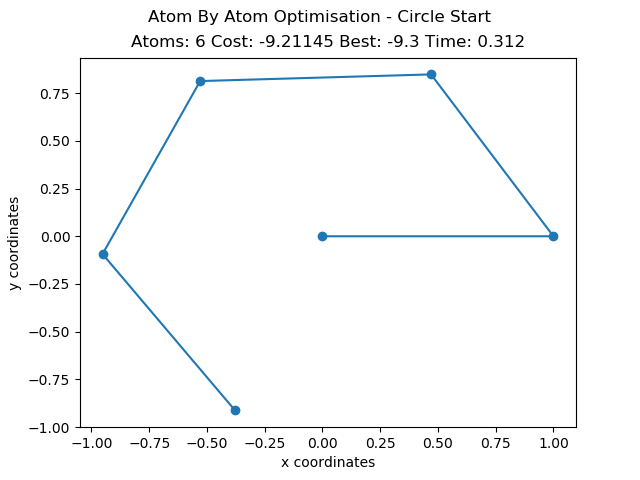 Atom By Atom Optimisation - Circle Start
Atoms: 6 Cost: -9.21145 Best: -9.3 Time: 0.312
0.75
0.50
0.25
0.00
−0.25
−0.50
−0.75
−1.00
y coordinates
−1.00 −0.75 −0.50 −0.25 0.00 0.25 0.50 0.75 1.00
x coordinates